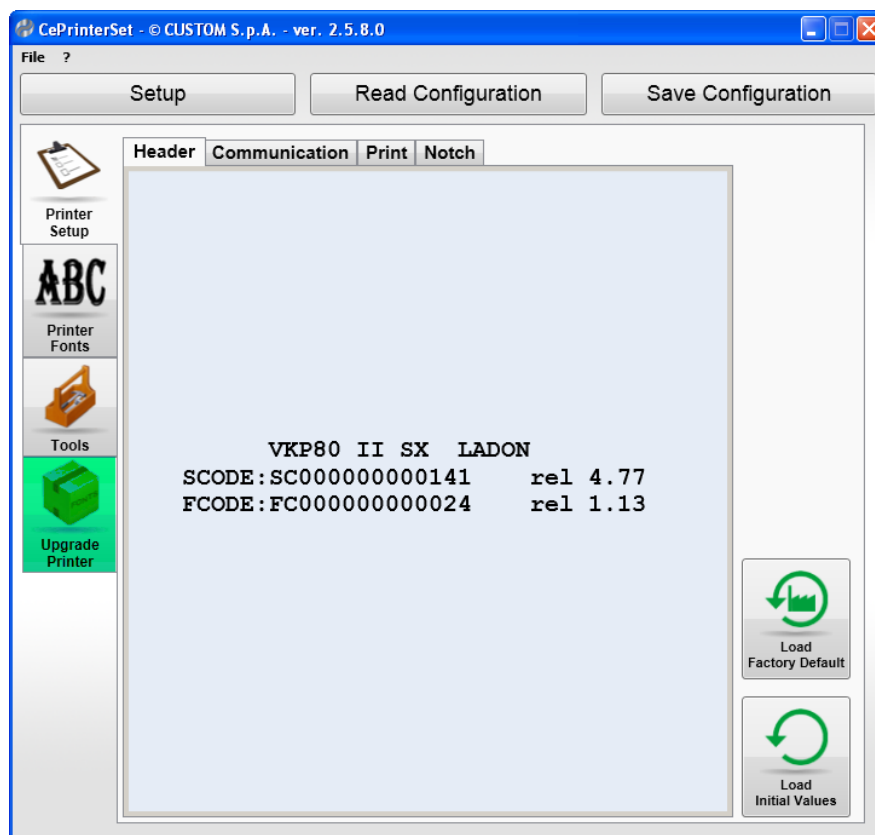 CePrinterSet - © CUSTOM S.p.A. - ver. 2.5.8.0
File ?
Setup Read Configuration Save Configuration
Header Communication Print Notch
Printer
Setup
ABC
Printer
Fonts
Tools
FONTS
Upgrade
Printer
VKP80 II SX LADON
SCODE:SC000000000141 rel 4.77
FCODE:FC000000000024 rel 1.13
Load
Factory Default
Load
Initial Values